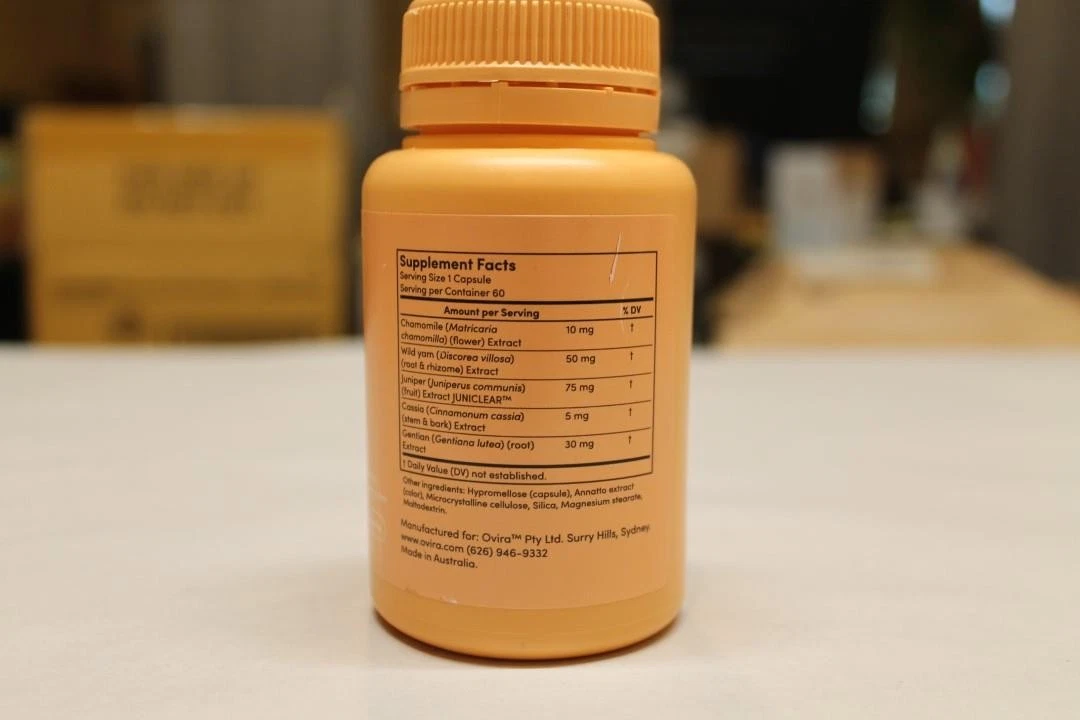 Supplement Facts
Serving Size 1 Capsule
Serving per Container 60
Amount per Serving % DV
Chamomile (Matricaria 10 mg †
chamomilla) (flower) Extract
Wild yam (Discorea villosa) 50 mg †
(root & rhizome) Extract
Juniper (Juniperus communis) 75 mg †
(fruit) Extract JUNICLEAR™
Cassia (Cinnamonum cassia) 5 mg †
(stem & bark) Extract
Gentian (Gentiana lutea) (root) 30 mg †
Extract
† Daily Value (DV) not established.
Other ingredients: Hypromellose (capsule), Annatto extract
(color), Microcrystalline cellulose, Silica, Magnesium stearate,
Maltodextrin.
Manufactured for: Ovira™ Pty Ltd. Surry Hills, Sydney.
www.ovira.com (626) 946-9332
Made in Australia.